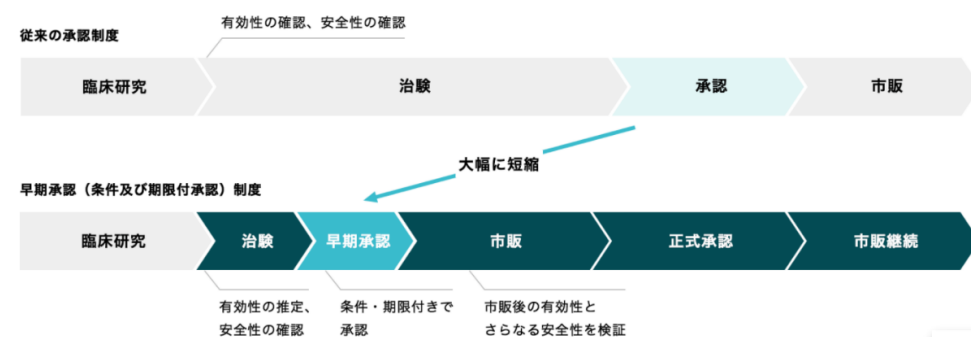 有効性の確認、安全性の確認
従来の承認制度
臨床研究
治験
承認
市販
大幅に短縮
早期承認（条件及び期限付承認）制度
臨床研究
治験
早期承認
市販
正式承認
市販継続
有効性の推定、
安全性の確認
条件・期限付きで
承認
市販後の有効性と
さらなる安全性を検証